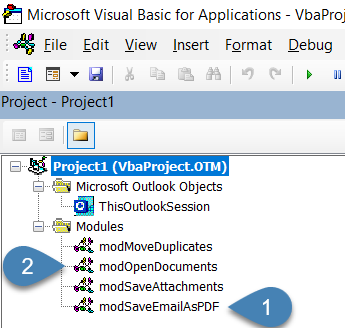 Microsoft Visual Basic for Applications - VbaProj
File Edit View Insert Format Debug
Project - Project1
Project1 (VbaProject.OTM)
Microsoft Outlook Objects
ThisOutlookSession
Modules
modMoveDuplicates
2 modOpenDocuments
modSaveAttachments
modSaveEmailAsPDF 1